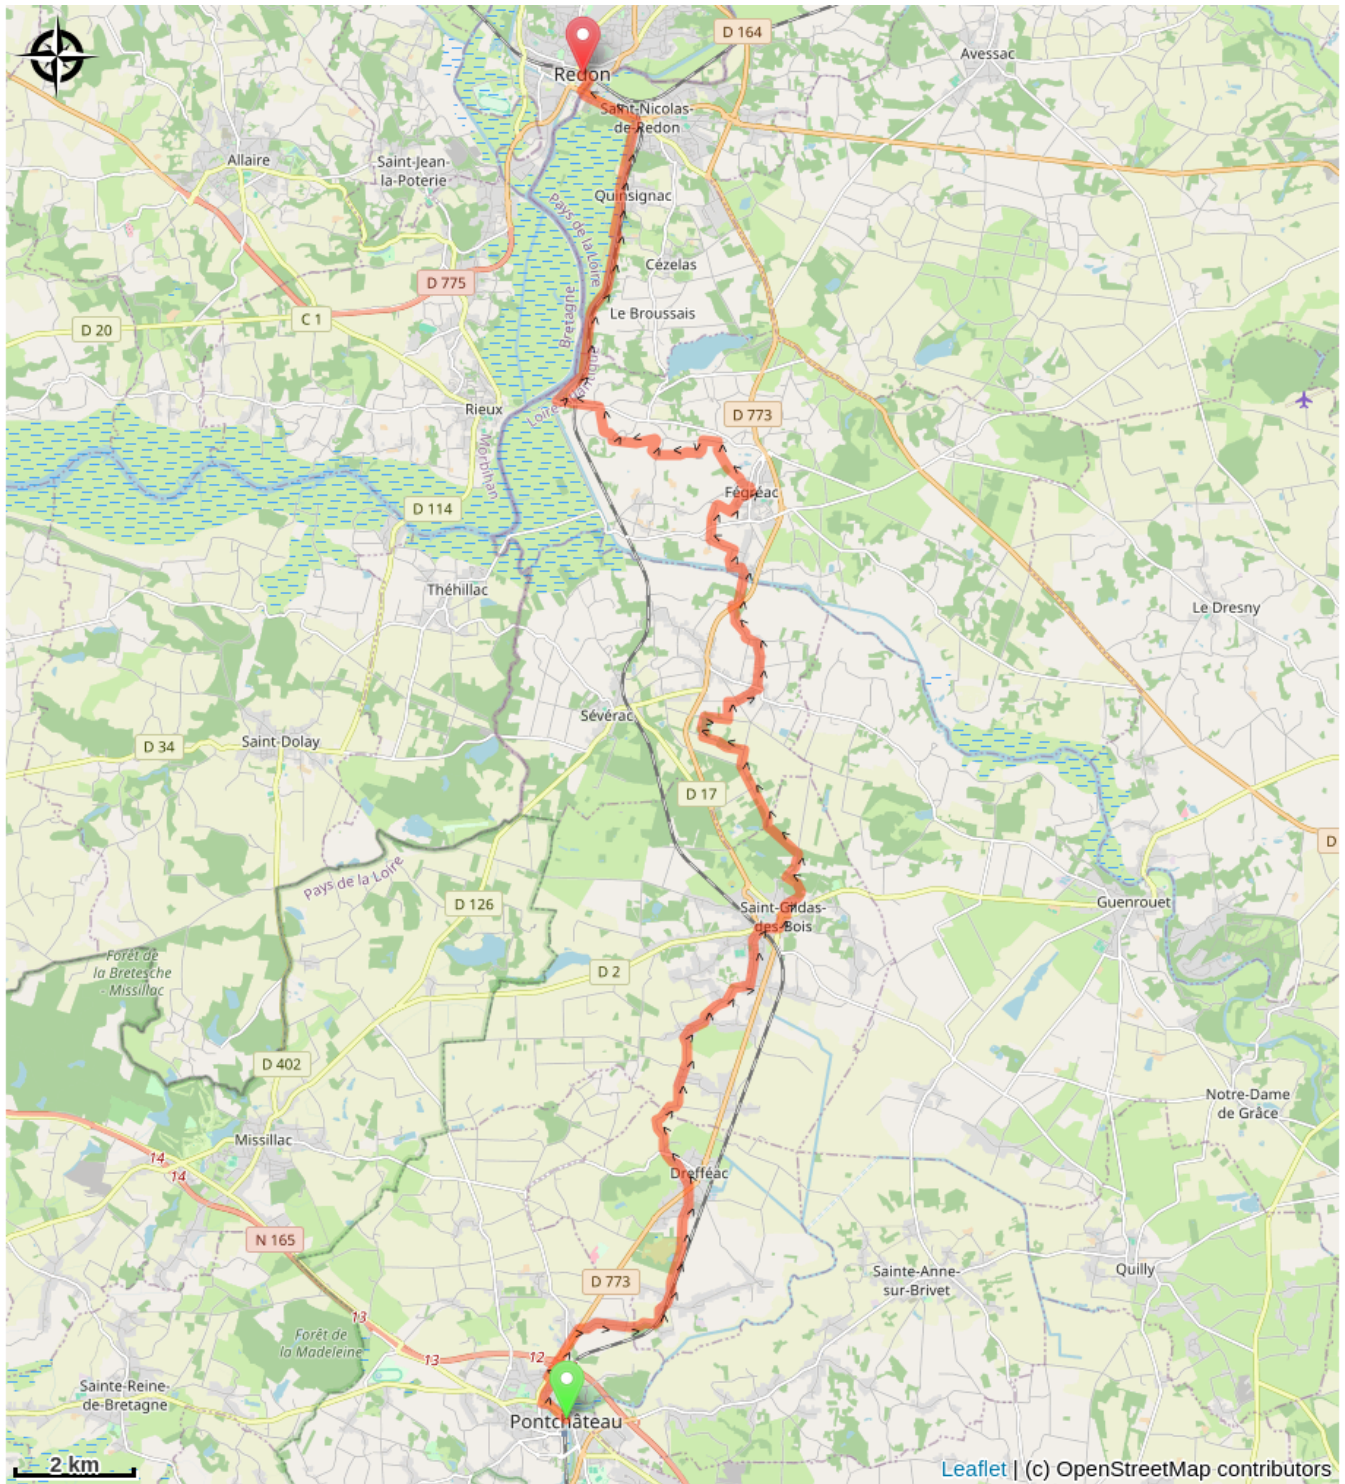 D 164
Avessac
Redon
Saint-Nicolas-
de-Redon
Allaire
Saint-Jean-
la-Poterie
Quinsignac
Pays de la Loire
Cézelas
D 775
Bretagne
Le Broussais
C 1
D 20
Loire-Atlantique
Rieux
D 773
Morbihan
Fégréac
D 114
Théhillac
Le Dresny
Sévérac
Saint-Dolay
D 34
D 17
D
Pays de la Loire
D 126
Saint-Gildas-
des-Bois
Guenrouet
Forêt de
la Bretesche
- Missillac
D 2
D 402
Notre-Dame
de Grâce
Missillac
14
14
Drefféac
N 165
Sainte-Anne-
sur-Brivet
Quilly
D 773
13
Forêt de
la Madeleine
13
12
Sainte-Reine-
de-Bretagne
Pontchâteau
2 km
Leaflet | (c) OpenStreetMap contributors